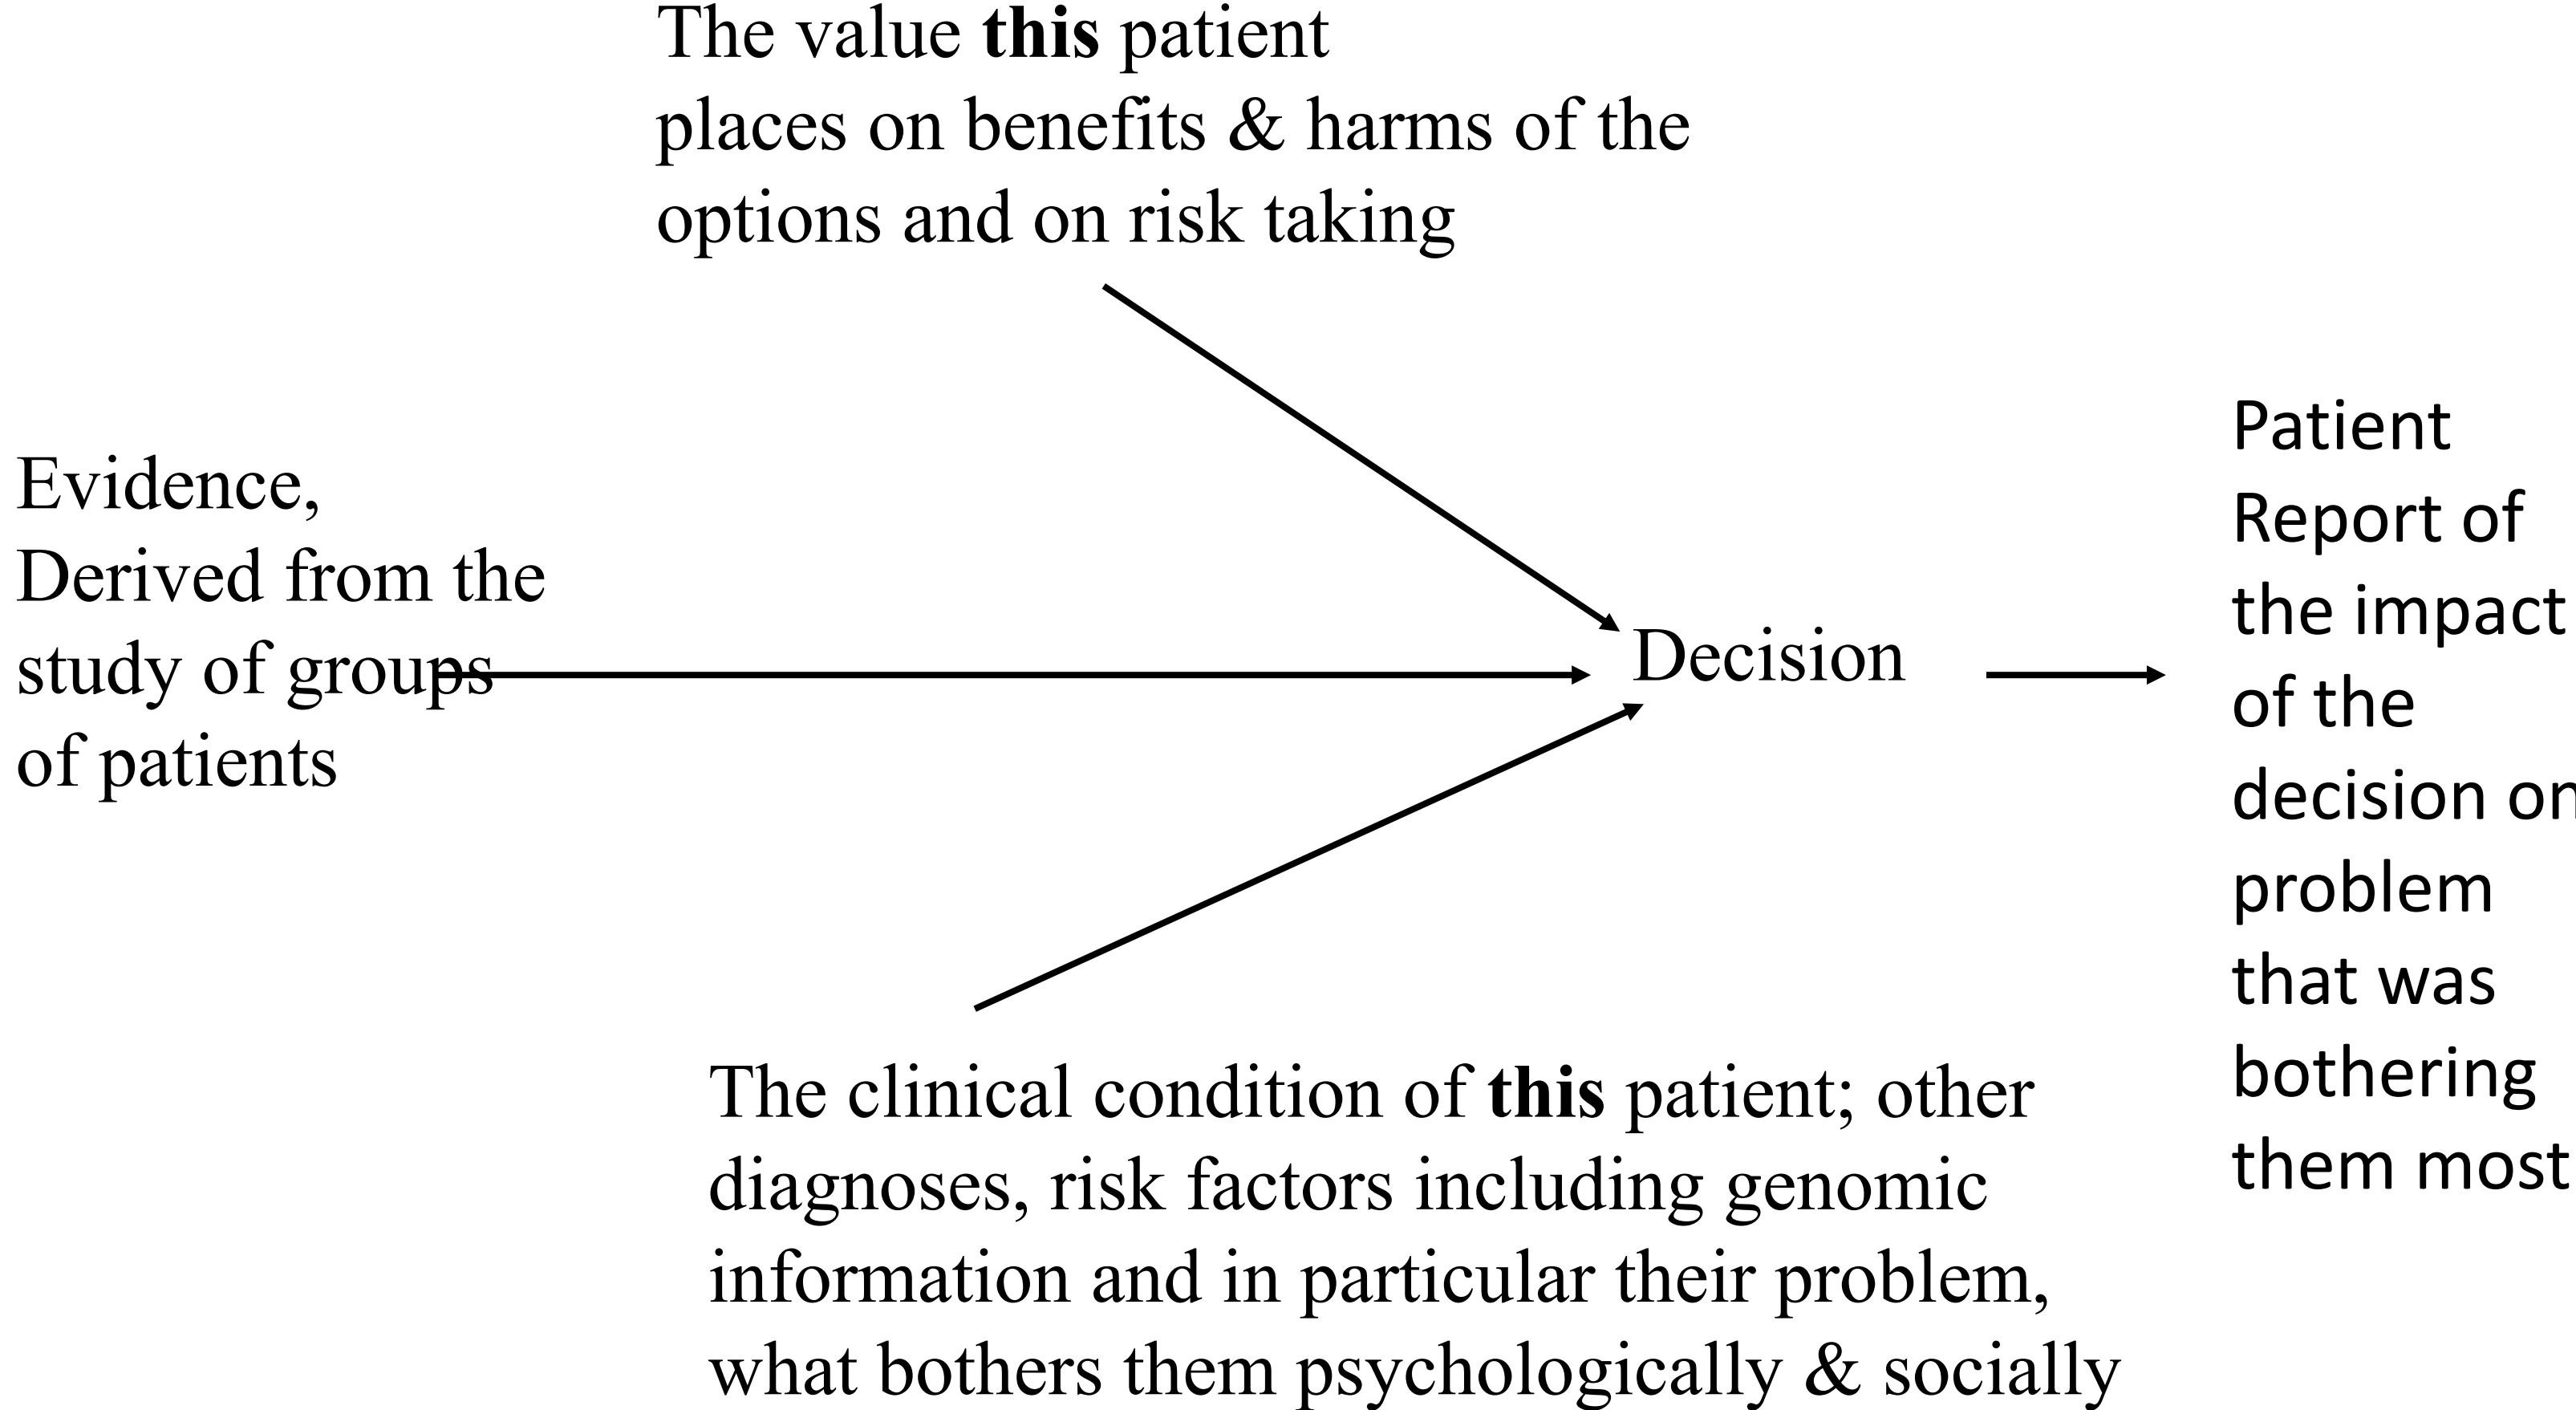 The value this patient
places on benefits & harms of the
options and on risk taking
Evidence,
Derived from the
study of groups
of patients
Decision
Patient
Report of
the impact
of the
decision on
problem
that was
bothering
them most
The clinical condition of this patient; other
diagnoses, risk factors including genomic
information and in particular their problem,
what bothers them psychologically & socially